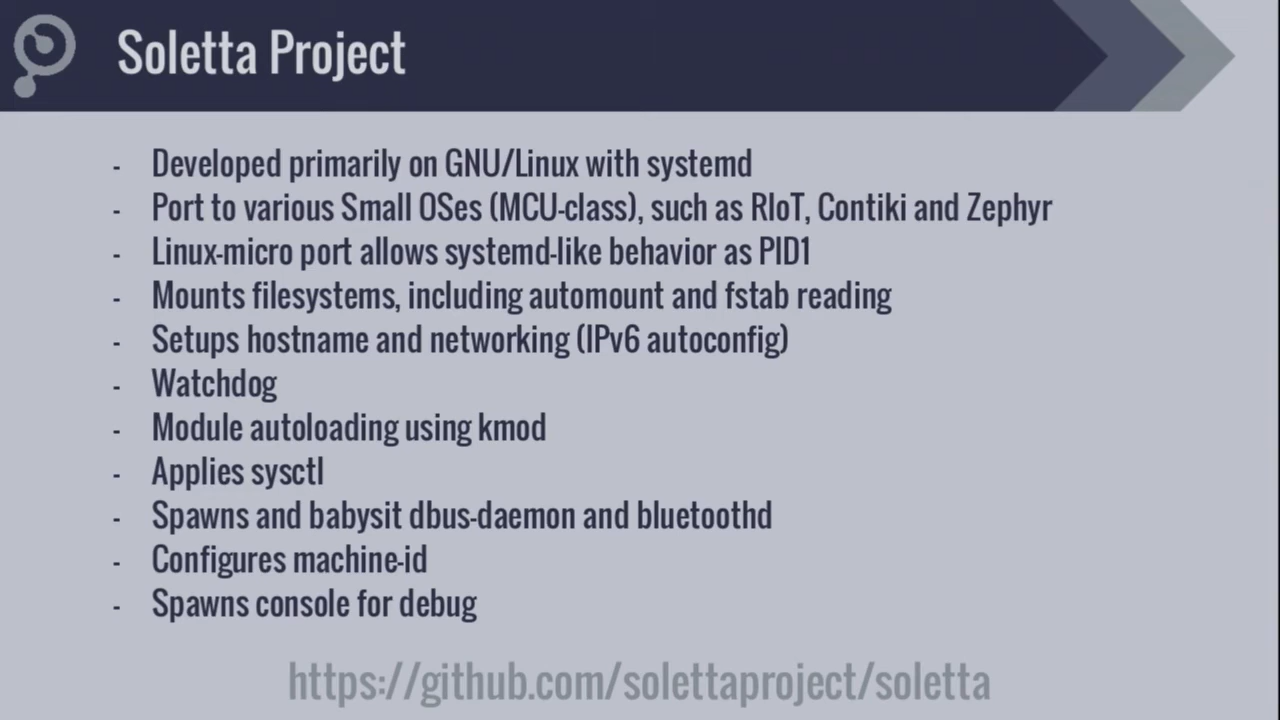 Soletta Project
- Developed primarily on GNU/Linux with systemd
- Port to various Small OSes (MCU-class), such as RIoT, Contiki and Zephyr
- Linux-micro port allows systemd-like behavior as PID1
- Mounts filesystems, including automount and fstab reading
- Setups hostname and networking (IPv6 autoconfig)
- Watchdog
- Module autoloading using kmod
- Applies sysctl
- Spawns and babysit dbus-daemon and bluetoothd
- Configures machine-id
- Spawns console for debug
https://github.com/solettaproject/soletta